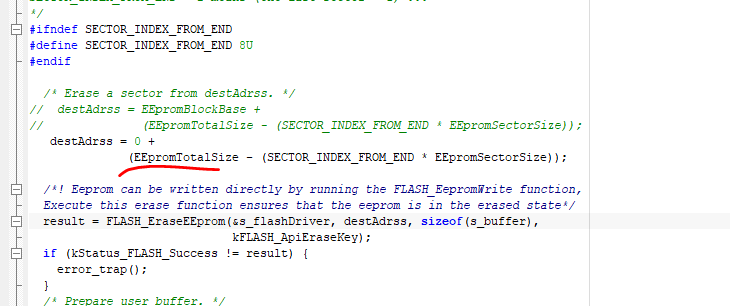 */
#ifndef SECTOR_INDEX_FROM_END
#define SECTOR_INDEX_FROM_END 8U
#endif
/* Erase a sector from destAdrss. */
// destAdrss = EEpromBlockBase +
// (EEpromTotalSize - (SECTOR_INDEX_FROM_END * EEpromSectorSize));
destAdrss = 0 +
(EEpromTotalSize - (SECTOR_INDEX_FROM_END * EEpromSectorSize));
/*! Eeprom can be written directly by running the FLASH_EepromWrite function,
Execute this erase function ensures that the eeprom is in the erased state*/
result = FLASH_EraseEEprom(&s_flashDriver, destAdrss, sizeof(s_buffer),
kFLASH_ApiEraseKey);
if (kStatus_FLASH_Success != result) {
error_trap();
}
/* Prepare user buffer. */